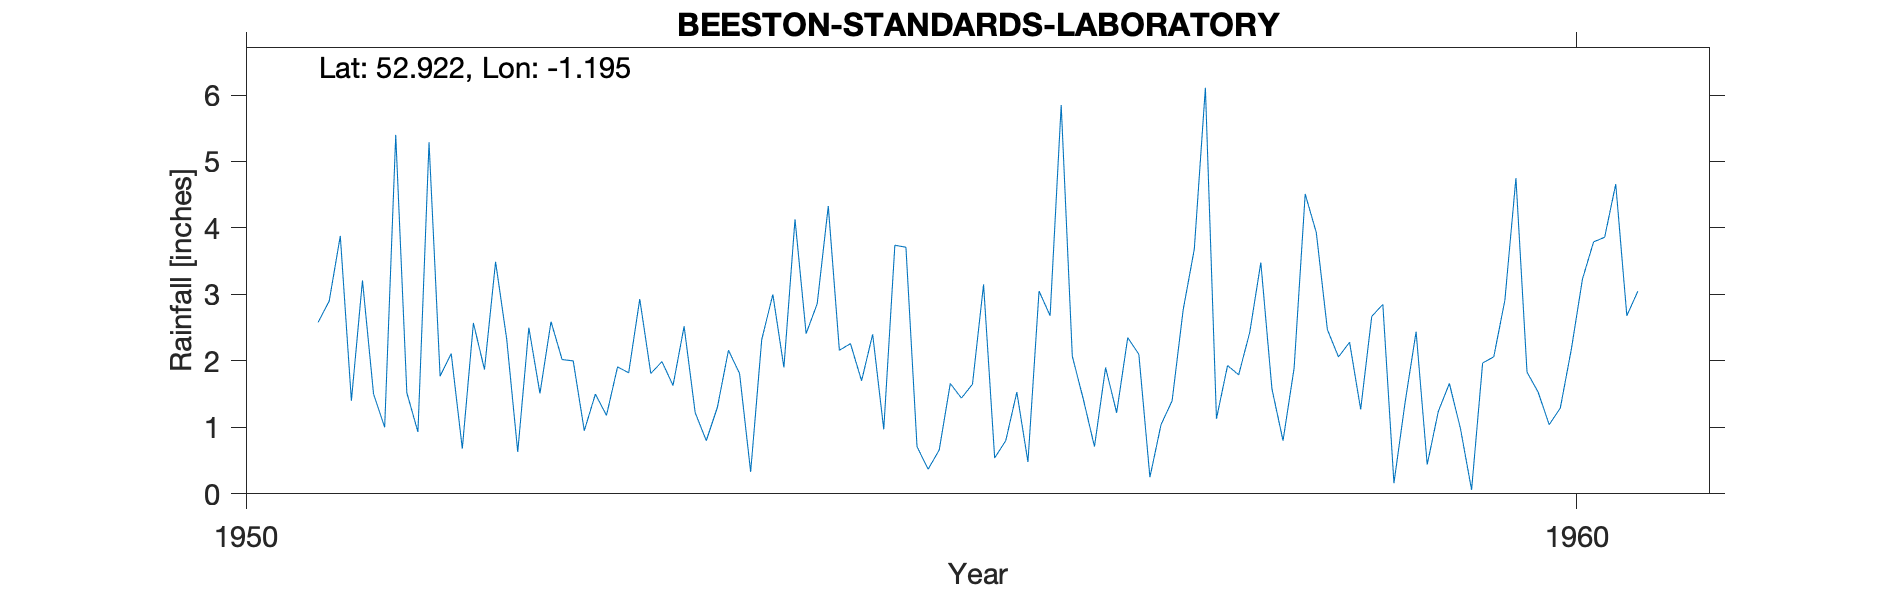 BEESTON-STANDARDS-LABORATORY
Lat: 52.922, Lon: -1.195
Rainfall [inches]
6
5
4
3
2
1
0
1950
1960
Year